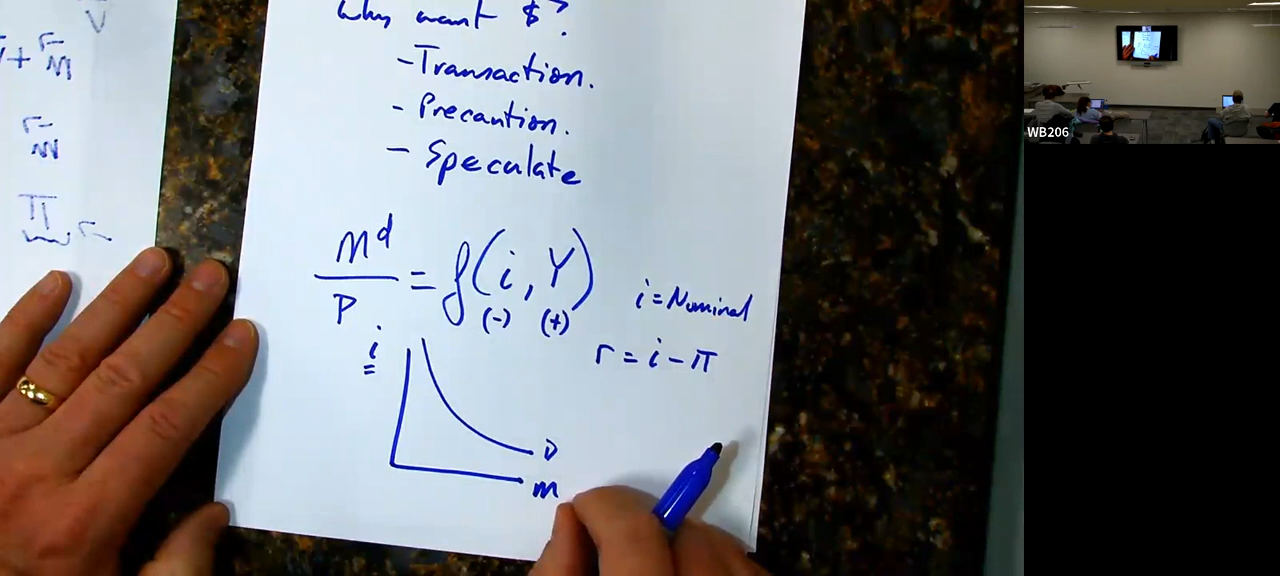 V
+ M
M
π
Why want $?
- Transaction.
- Precaution.
- Speculate
M^d / P = f(i, Y)
(-) (+)
i = Nominal
r = i - π
i
D
M
WB206